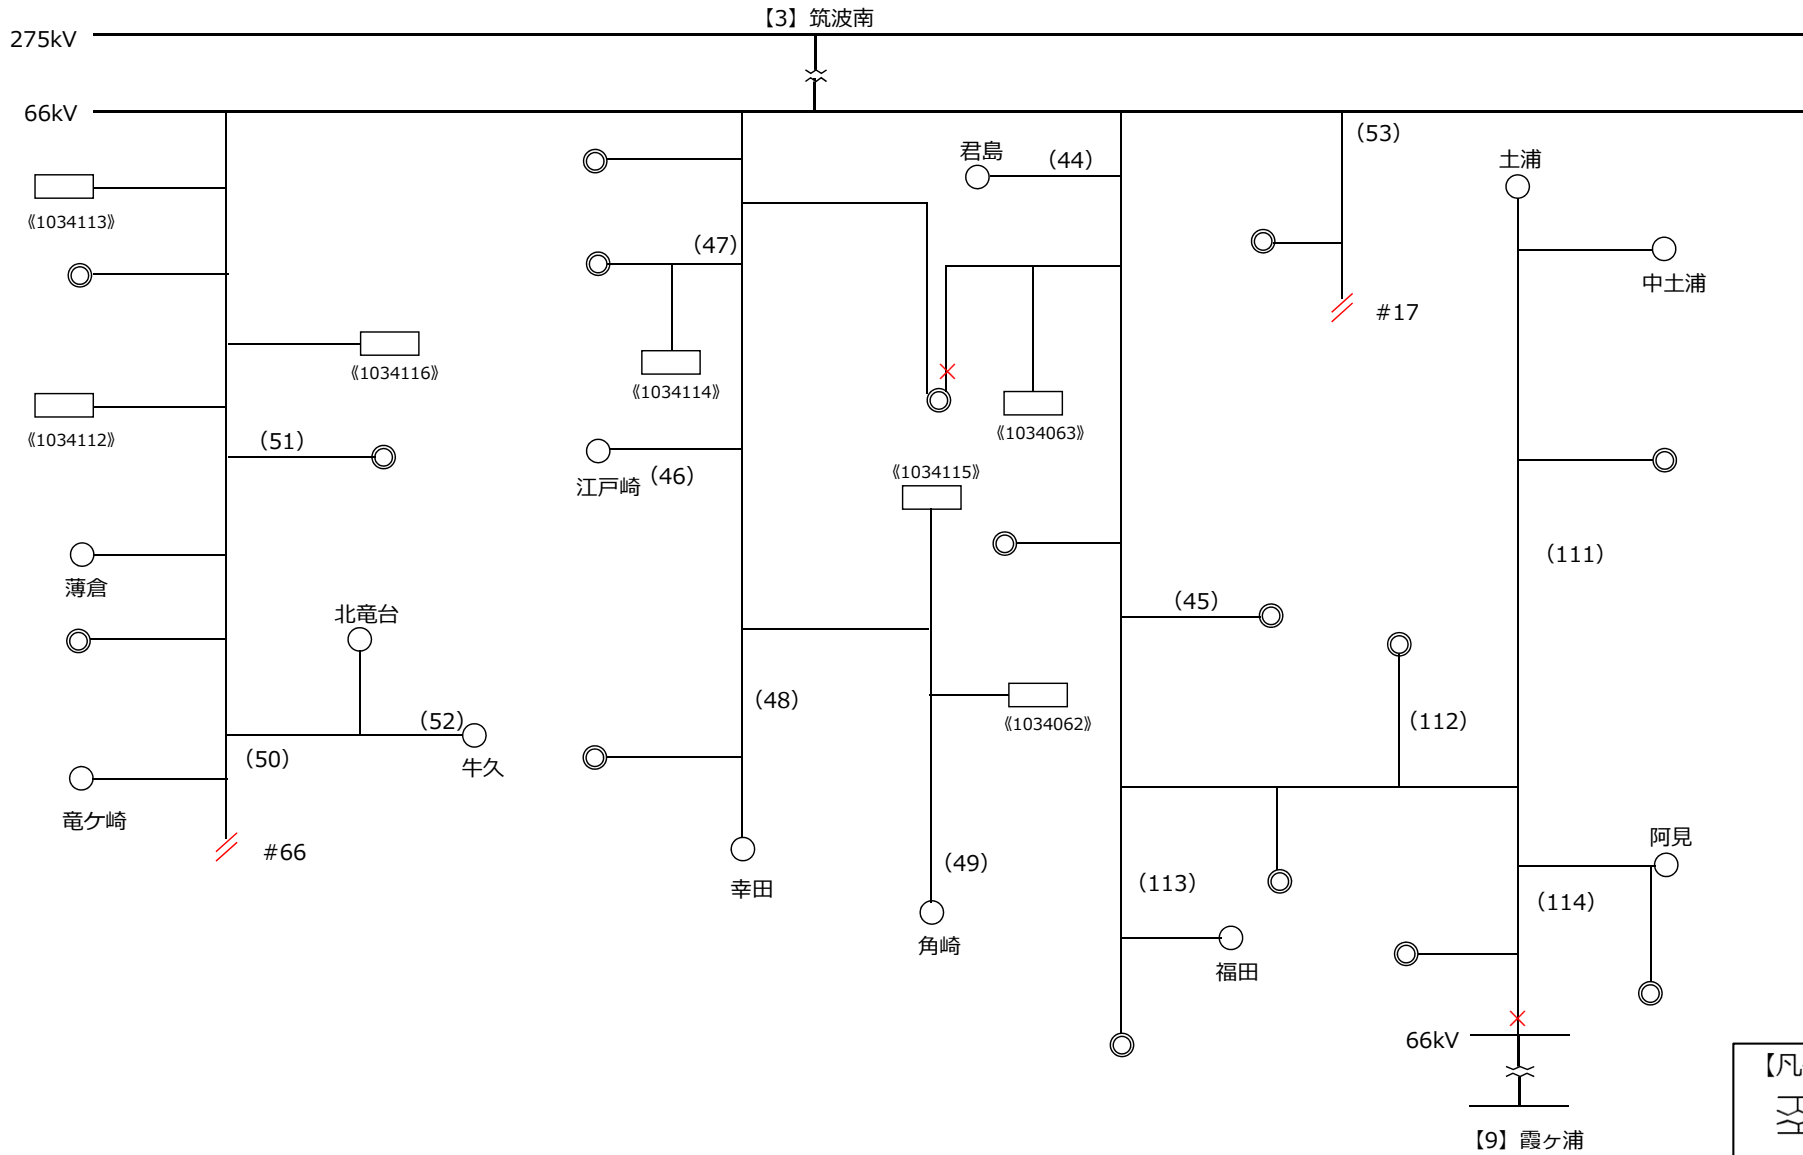 【3】筑波南
275kV
66kV
(53)
君島
(44)
土浦
《1034113》
(47)
中土浦
#17
《1034116》
《1034114》
《1034112》
(51)
《1034063》
《1034115》
江戸崎
(46)
(111)
薄倉
(45)
北竜台
(48)
(52)
(112)
《1034062》
(50)
牛久
竜ケ崎
阿見
#66
(49)
幸田
(113)
(114)
角崎
福田
66kV
【凡
【9】霞ヶ浦